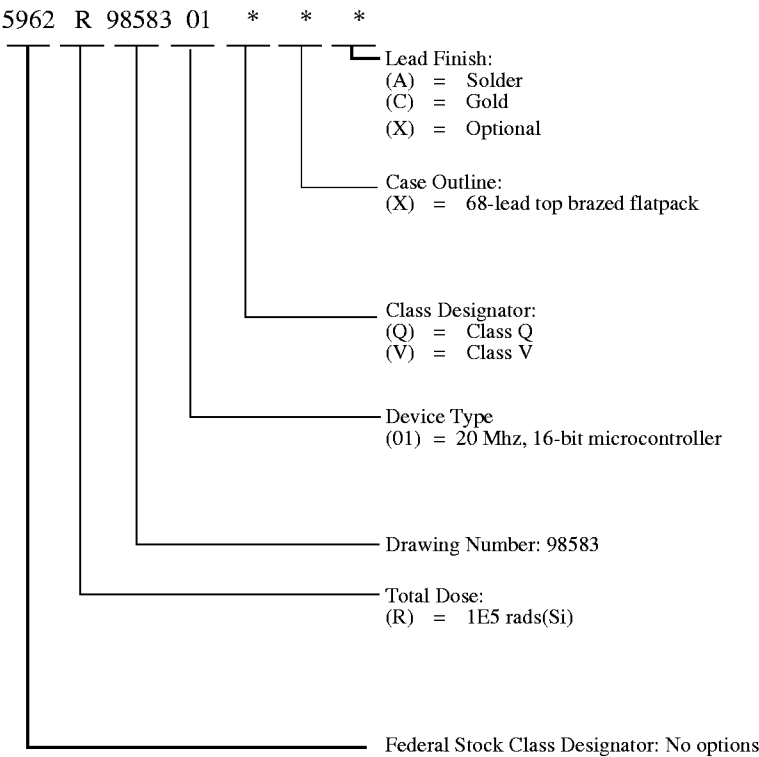 5962 R 98583 01 * * *
Lead Finish:
(A) = Solder
(C) = Gold
(X) = Optional
Case Outline:
(X) = 68-lead top brazed flatpack
Class Designator:
(Q) = Class Q
(V) = Class V
Device Type
(01) = 20 Mhz, 16-bit microcontroller
Drawing Number: 98583
Total Dose:
(R) = 1E5 rads(Si)
Federal Stock Class Designator: No options